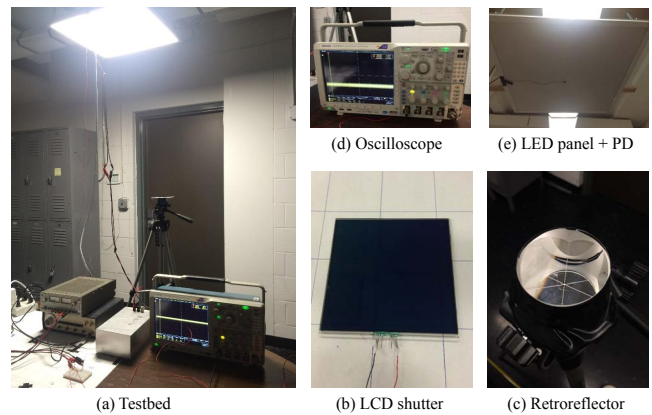 (d) Oscilloscope
(e) LED panel + PD
(a) Testbed
(b) LCD shutter
(c) Retroreflector